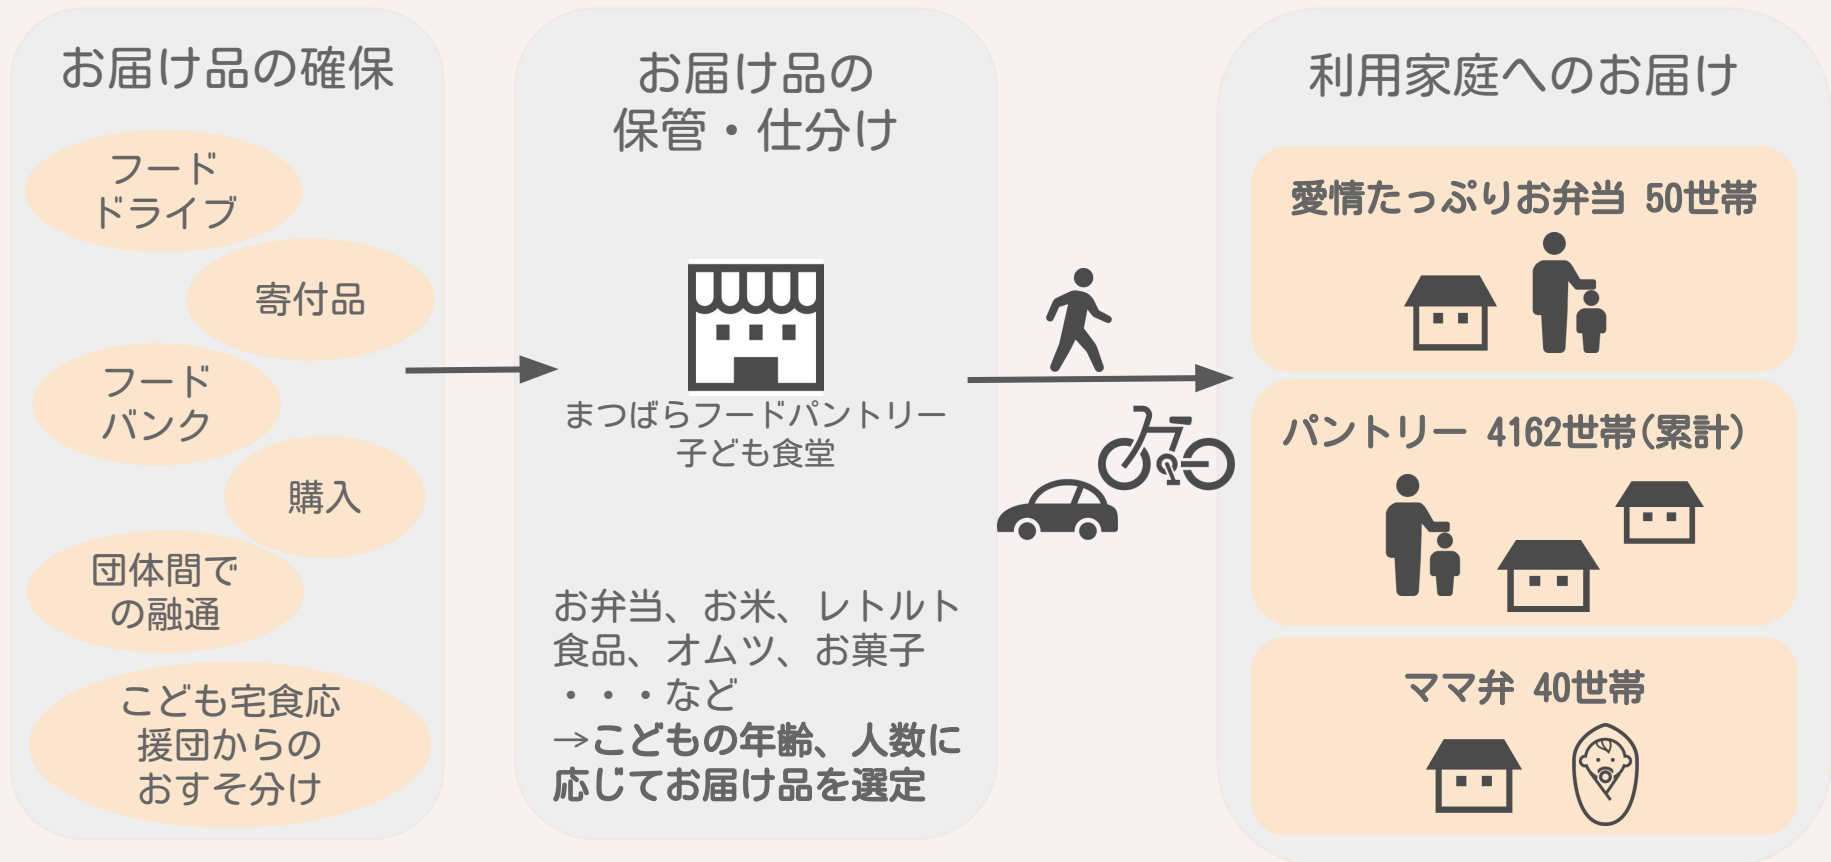 お届け品の確保
フード
ドライブ
寄付品
フード
バンク
購入
団体間で
の融通
こども宅食応
援団からの
おすそ分け
お届け品の
保管・仕分け
まつばらフードパントリー
子ども食堂
お弁当、お米、レトルト
食品、オムツ、お菓子
・・・など
→こどもの年齢、人数に
応じてお届け品を選定
利用家庭へのお届け
愛情たっぷりお弁当 50世帯
パントリー 4162世帯(累計)
ママ弁 40世帯